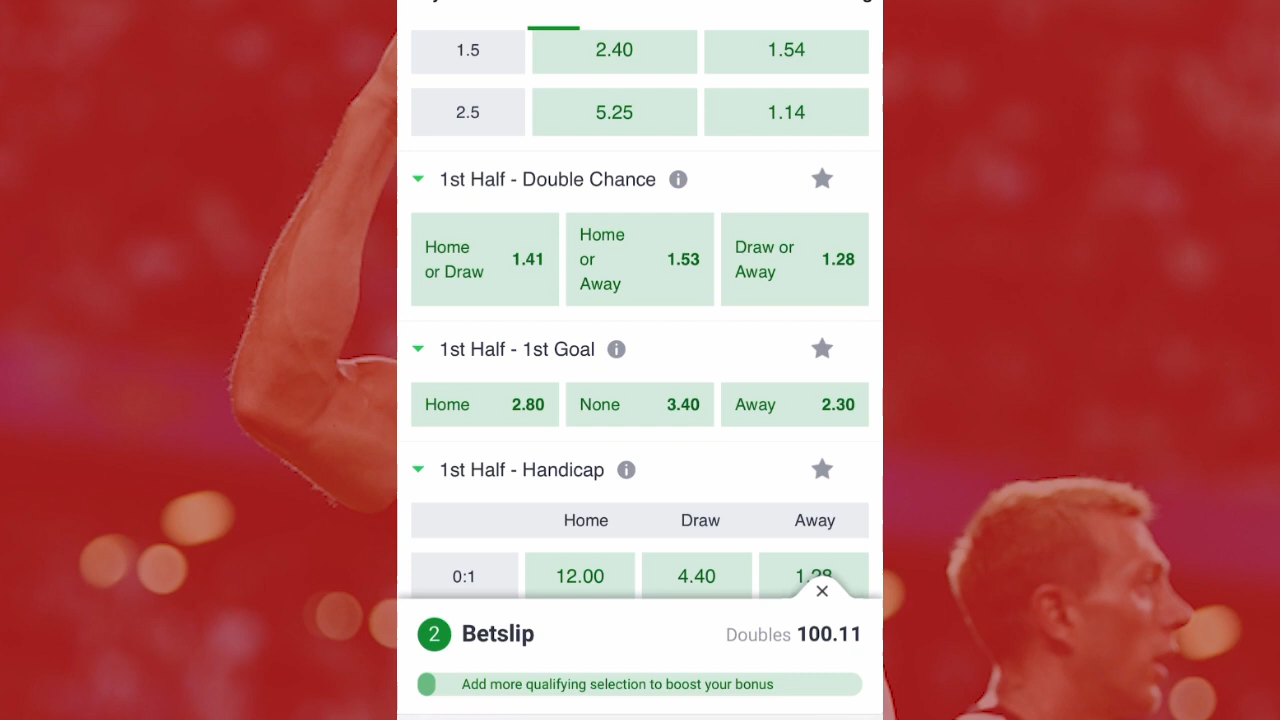 1.5 2.40 1.54
2.5 5.25 1.14
1st Half - Double Chance
Home or Draw 1.41
Home or Away 1.53
Draw or Away 1.28
1st Half - 1st Goal
Home 2.80 None 3.40 Away 2.30
1st Half - Handicap
Home Draw Away
0:1 12.00 4.40
2 Betslip Doubles 100.11
Add more qualifying selection to boost your bonus